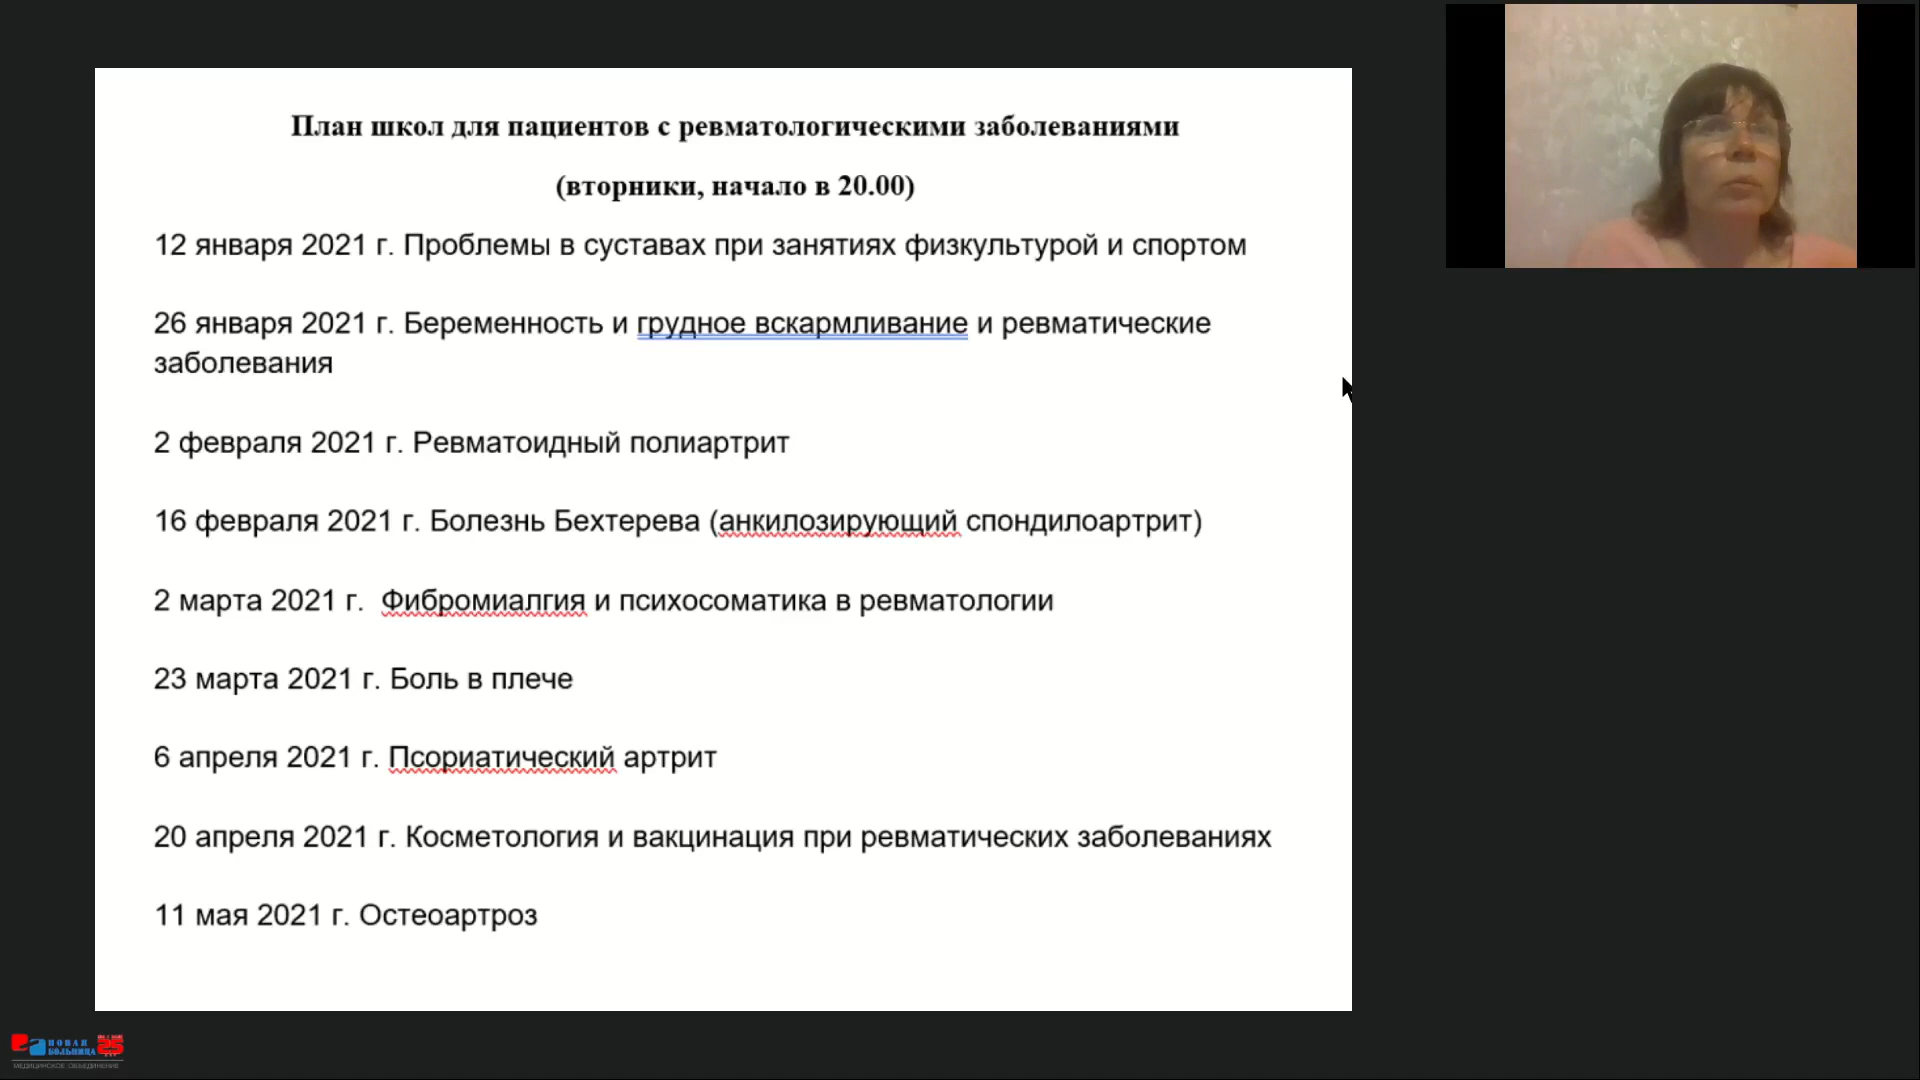 План школ для пациентов с ревматологическими заболеваниями
(вторники, начало в 20.00)
12 января 2021 г. Проблемы в суставах при занятиях физкультурой и спортом
26 января 2021 г. Беременность и грудное вскармливание и ревматические
заболевания
2 февраля 2021 г. Ревматоидный полиартрит
16 февраля 2021 г. Болезнь Бехтерева (анкилозирующий спондилоартрит)
2 марта 2021 г. Фибромиалгия и психосоматика в ревматологии
23 марта 2021 г. Боль в плече
6 апреля 2021 г. Псориатический артрит
20 апреля 2021 г. Косметология и вакцинация при ревматических заболеваниях
11 мая 2021 г. Остеоартроз
НОВАЯ
БОЛЬНИЦА
25
МЕДИЦИНСКОЕ ОБЪЕДИНЕНИЕ